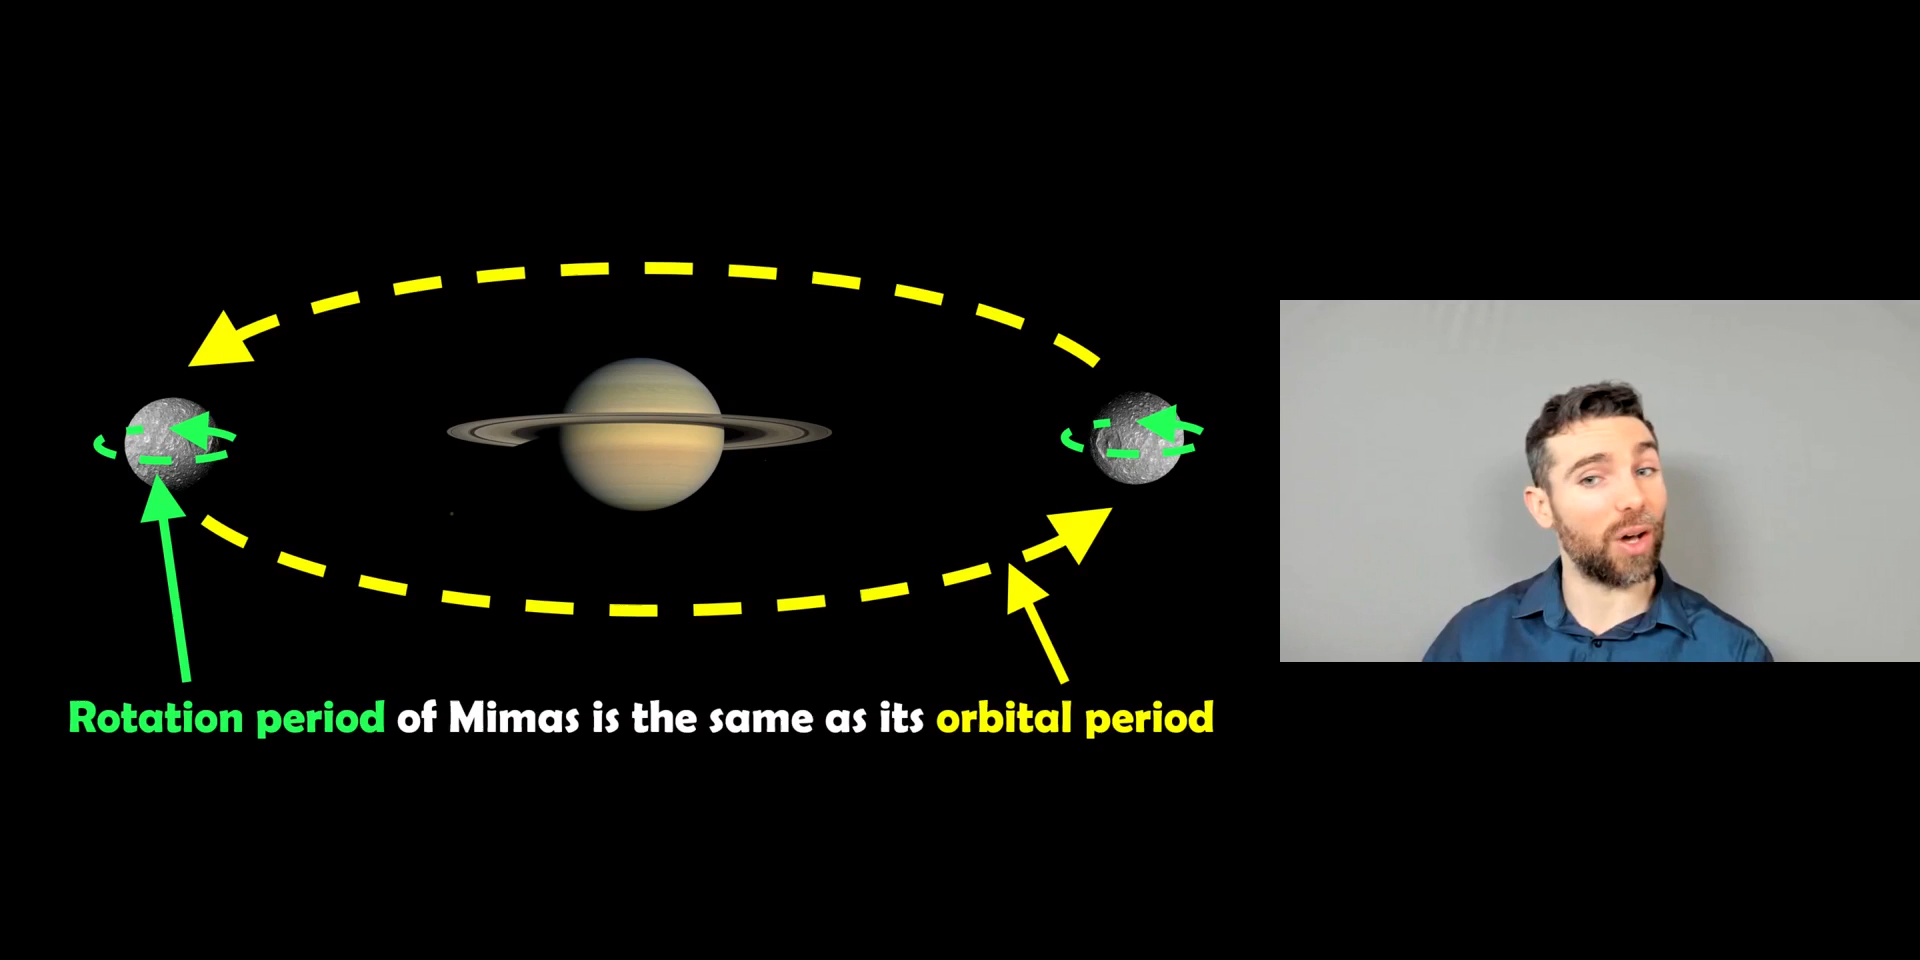 Rotation period of Mimas is the same as its orbital period